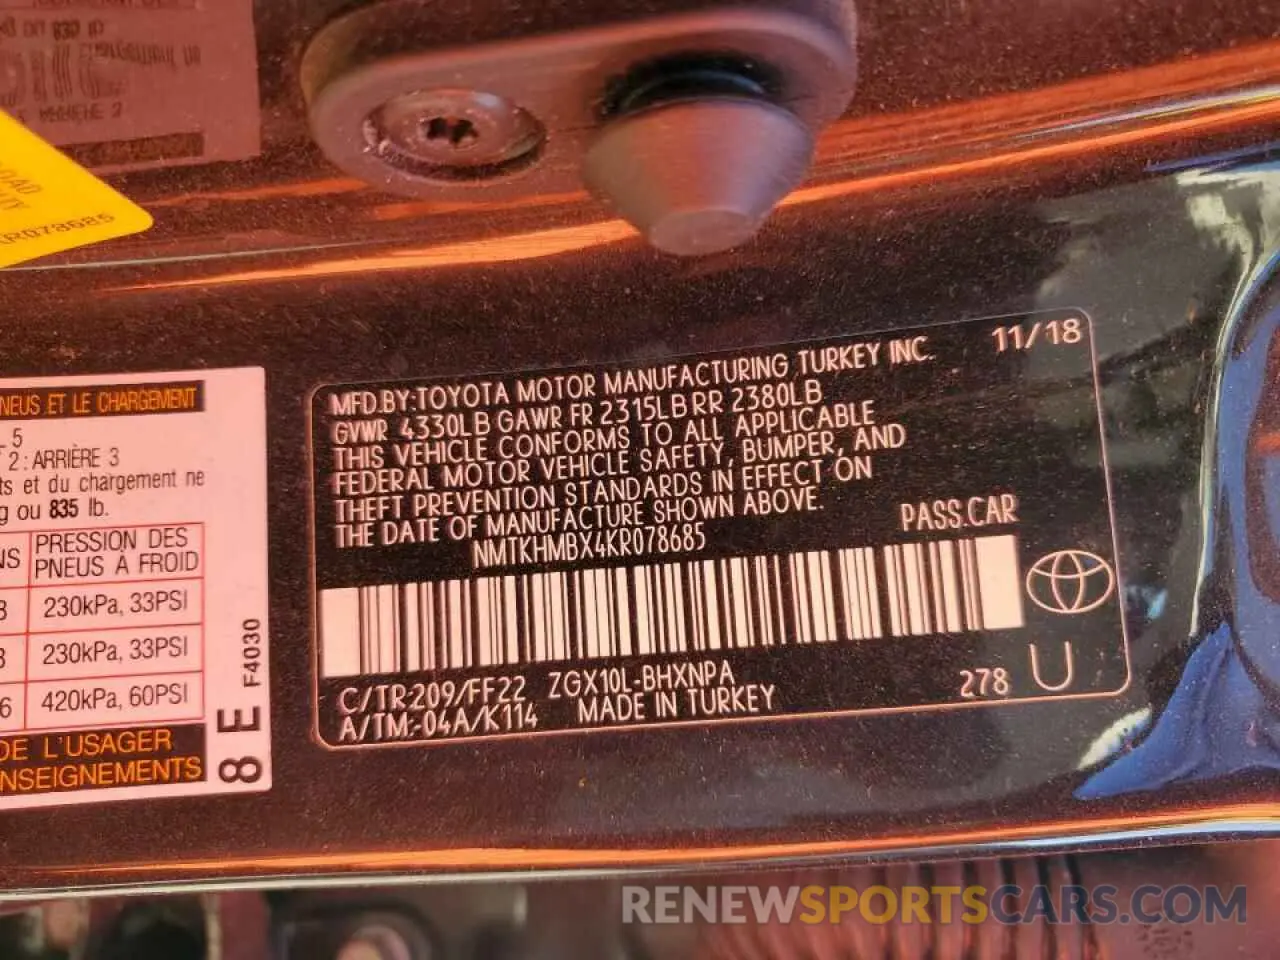 11/18
MFD.BY:TOYOTA MOTOR MANUFACTURING TURKEY INC.
GVWR 4330LB GAWR FR 2315LB RR 2380LB
THIS VEHICLE CONFORMS TO ALL APPLICABLE
FEDERAL MOTOR VEHICLE SAFETY, BUMPER, AND
THEFT PREVENTION STANDARDS IN EFFECT ON
THE DATE OF MANUFACTURE SHOWN ABOVE.
PASS.CAR
NMTKHMBX4KR078685
C/TR:209/FF22 ZGX10L-BHXNPA
A/TM:-04A/K114 MADE IN TURKEY
278 U
KR078685
PNEUS ET LE CHARGEMENT
5
2 : ARRIÈRE 3
et du chargement ne
ou 835 lb.
PRESSION DES
PNEUS À FROID
230kPa, 33PSI
230kPa, 33PSI
420kPa, 60PSI
DE L'USAGER
F4030
8 E
RENEWSPORTSCARS.COM